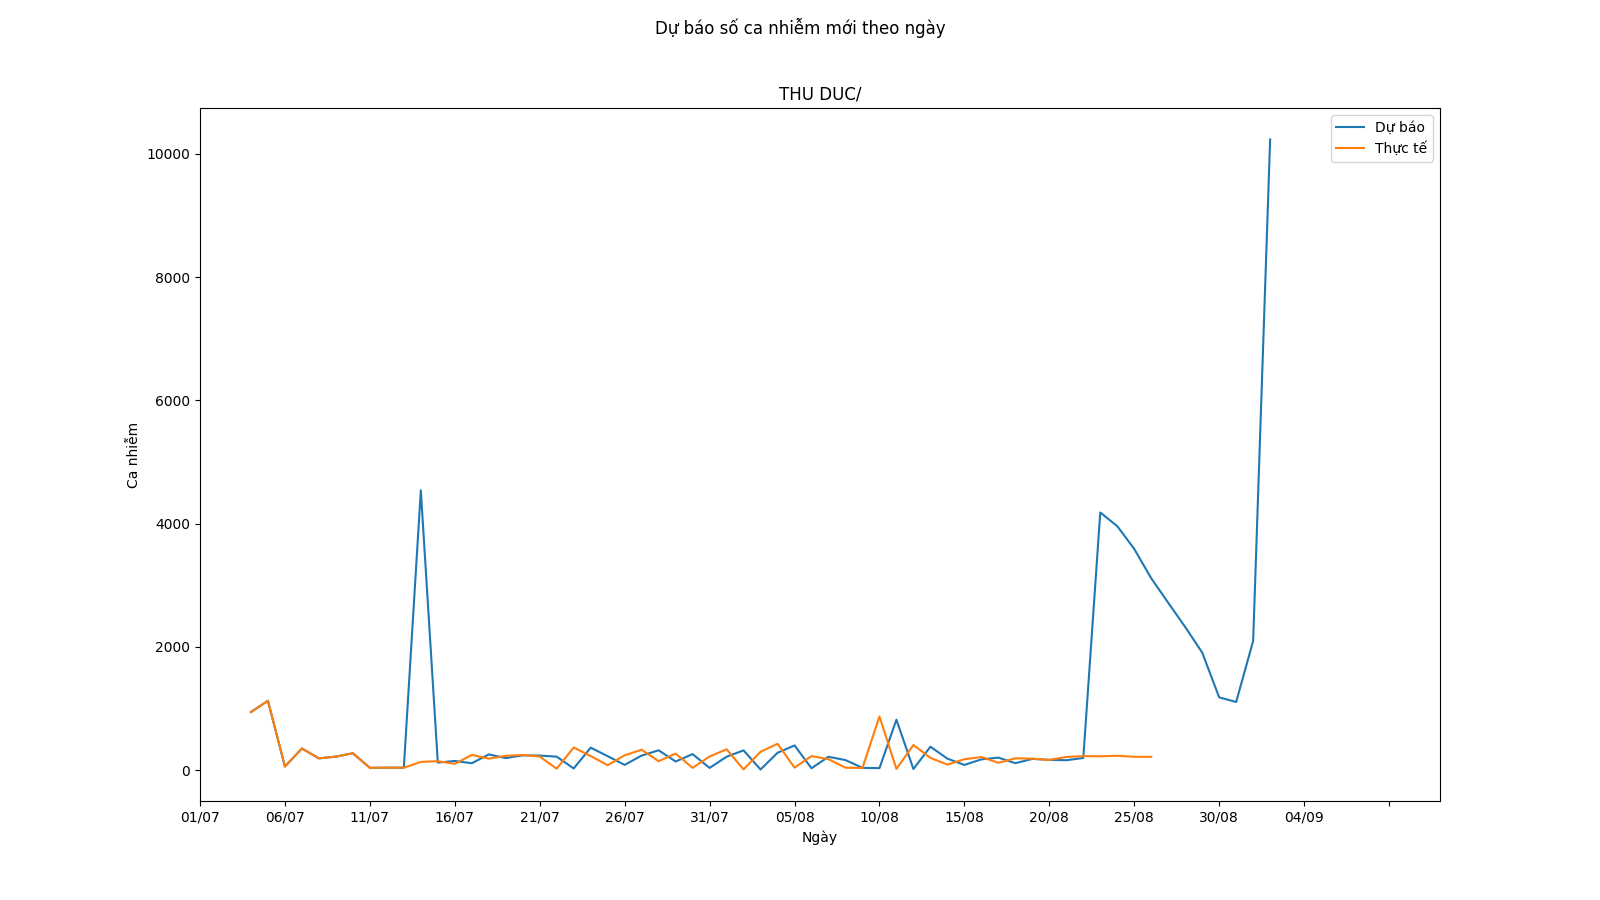 Dự báo số ca nhiễm mới theo ngày
THU DUC/
Dự báo
Thực tế
10000
8000
6000
4000
2000
0
Ca nhiễm
01/07 06/07 11/07 16/07 21/07 26/07 31/07 05/08 10/08 15/08 20/08 25/08 30/08 04/09
Ngày